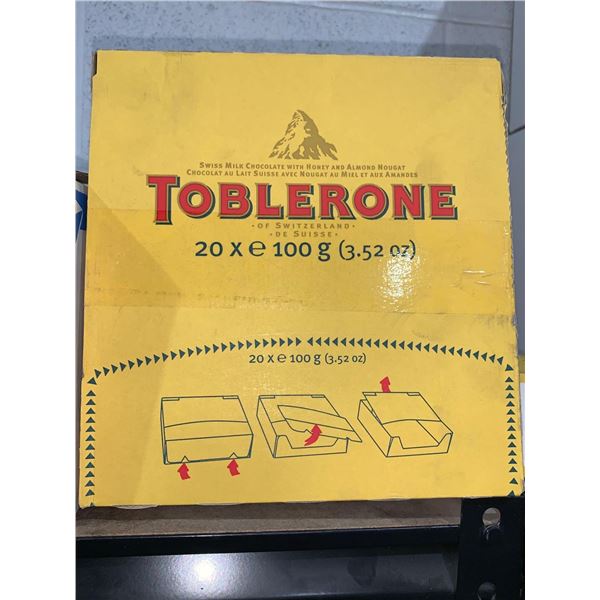 Swiss Milk Chocolate with Honey and Almond Nougat
Chocolat au Lait Suisse avec Nougat au Miel et aux Amandes
TOBLERONE
· OF SWITZERLAND ·
· DE SUISSE ·
20 x ℮ 100 g (3.52 oz)
20 x ℮ 100 g (3.52 oz)